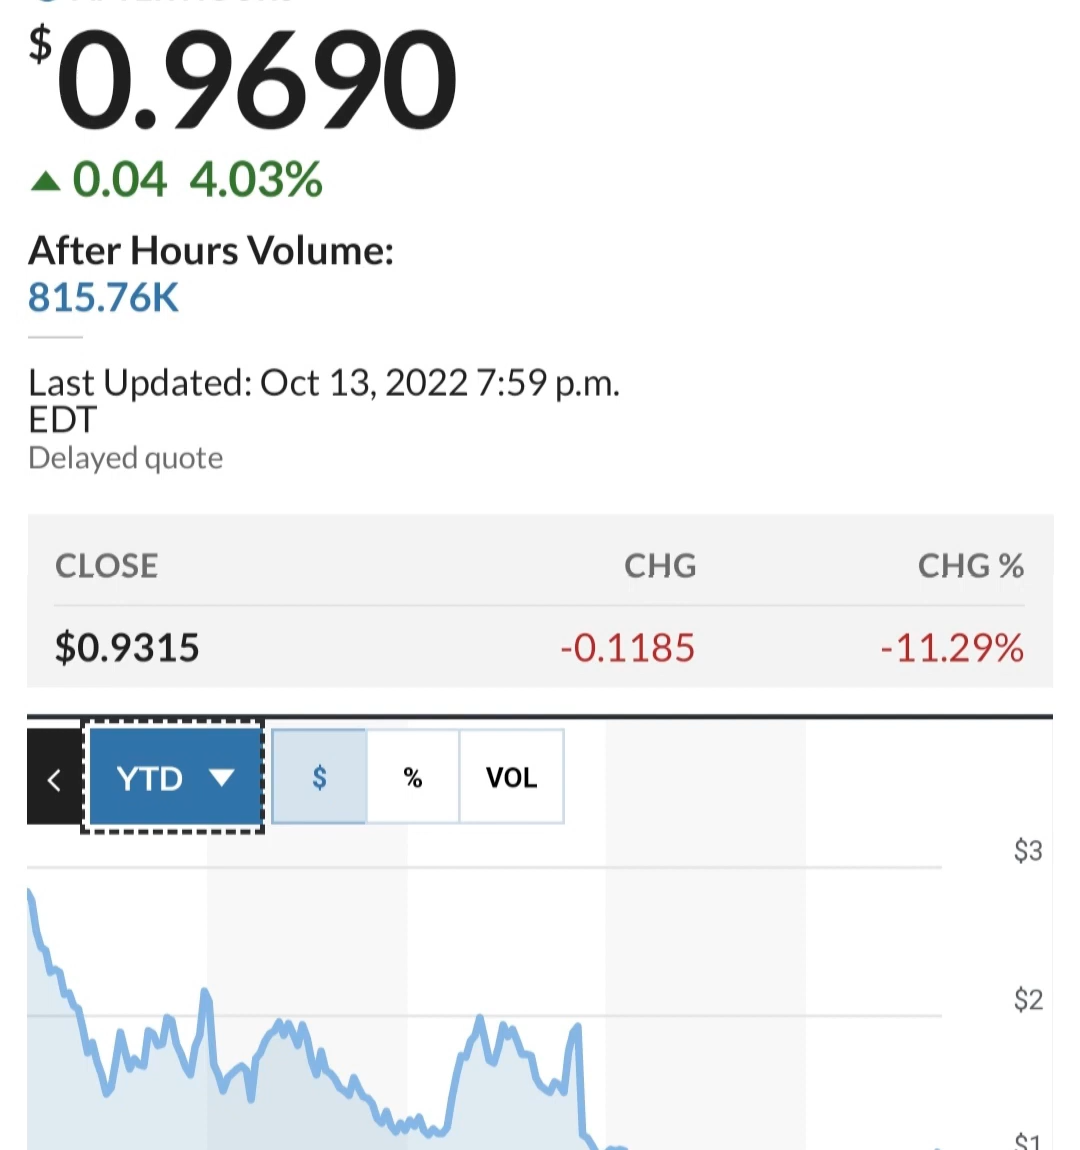 $0.9690
▲ 0.04 4.03%
After Hours Volume:
815.76K
Last Updated: Oct 13, 2022 7:59 p.m.
EDT
Delayed quote
CLOSE CHG CHG %
$0.9315 -0.1185 -11.29%
YTD $ % VOL
$3
$2
$1